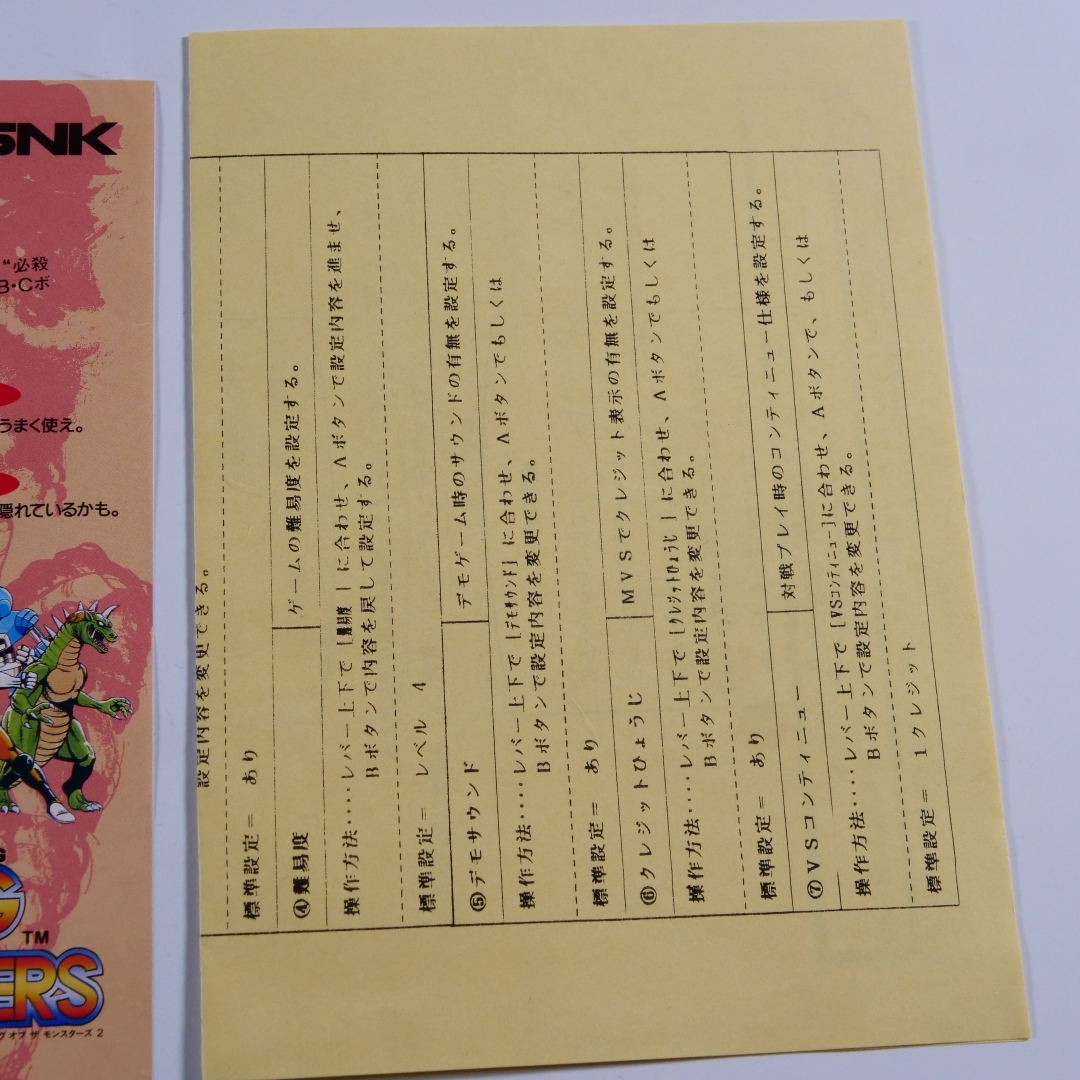 SNK
“必殺
B・Cボ
うまく使え。
隠れているかも。
TM
ERS
グ オブ ザ モンスターズ 2
設定内容を変更できる。
標準設定＝ あり
④難易度
ゲームの難易度を設定する。
操作方法‥‥レバー上下で［難易度］に合わせ、Aボタンで設定内容を進ませ、
Bボタンで内容を戻して設定する。
標準設定＝ レベル 4
⑤デモサウンド
デモゲーム時のサウンドの有無を設定する。
操作方法‥‥レバー上下で［デモサウンド］に合わせ、Aボタンでもしくは
Bボタンで設定内容を変更できる。
標準設定＝ あり
⑥クレジットひょうじ
MVSでクレジット表示の有無を設定する。
操作方法‥‥レバー上下で［クレジットひょうじ］に合わせ、Aボタンでもしくは
Bボタンで設定内容を変更できる。
標準設定＝ あり
⑦VSコンティニュー
対戦プレイ時のコンティニュー仕様を設定する。
操作方法‥‥レバー上下で［VSコンティニュー］に合わせ、Aボタンで、もしくは
Bボタンで設定内容を変更できる。
標準設定＝ 1クレジット